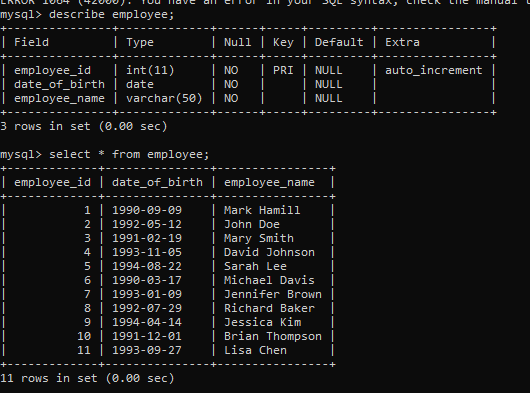 ERROR 1064 (42000): You have an error in your SQL syntax; check the manual t
mysql> describe employee;
+---------------+-------------+------+-----+---------+----------------+
| Field         | Type        | Null | Key | Default | Extra          |
+---------------+-------------+------+-----+---------+----------------+
| employee_id   | int(11)     | NO   | PRI | NULL    | auto_increment |
| date_of_birth | date        | NO   |     | NULL    |                |
| employee_name | varchar(50) | NO   |     | NULL    |                |
+---------------+-------------+------+-----+---------+----------------+
3 rows in set (0.00 sec)
mysql> select * from employee;
+-------------+---------------+----------------+
| employee_id | date_of_birth | employee_name  |
+-------------+---------------+----------------+
|           1 | 1990-09-09    | Mark Hamill    |
|           2 | 1992-05-12    | John Doe       |
|           3 | 1991-02-19    | Mary Smith     |
|           4 | 1993-11-05    | David Johnson  |
|           5 | 1994-08-22    | Sarah Lee      |
|           6 | 1990-03-17    | Michael Davis  |
|           7 | 1993-01-09    | Jennifer Brown |
|           8 | 1992-07-29    | Richard Baker  |
|           9 | 1994-04-14    | Jessica Kim    |
|          10 | 1991-12-01    | Brian Thompson |
|          11 | 1993-09-27    | Lisa Chen      |
+-------------+---------------+----------------+
11 rows in set (0.00 sec)